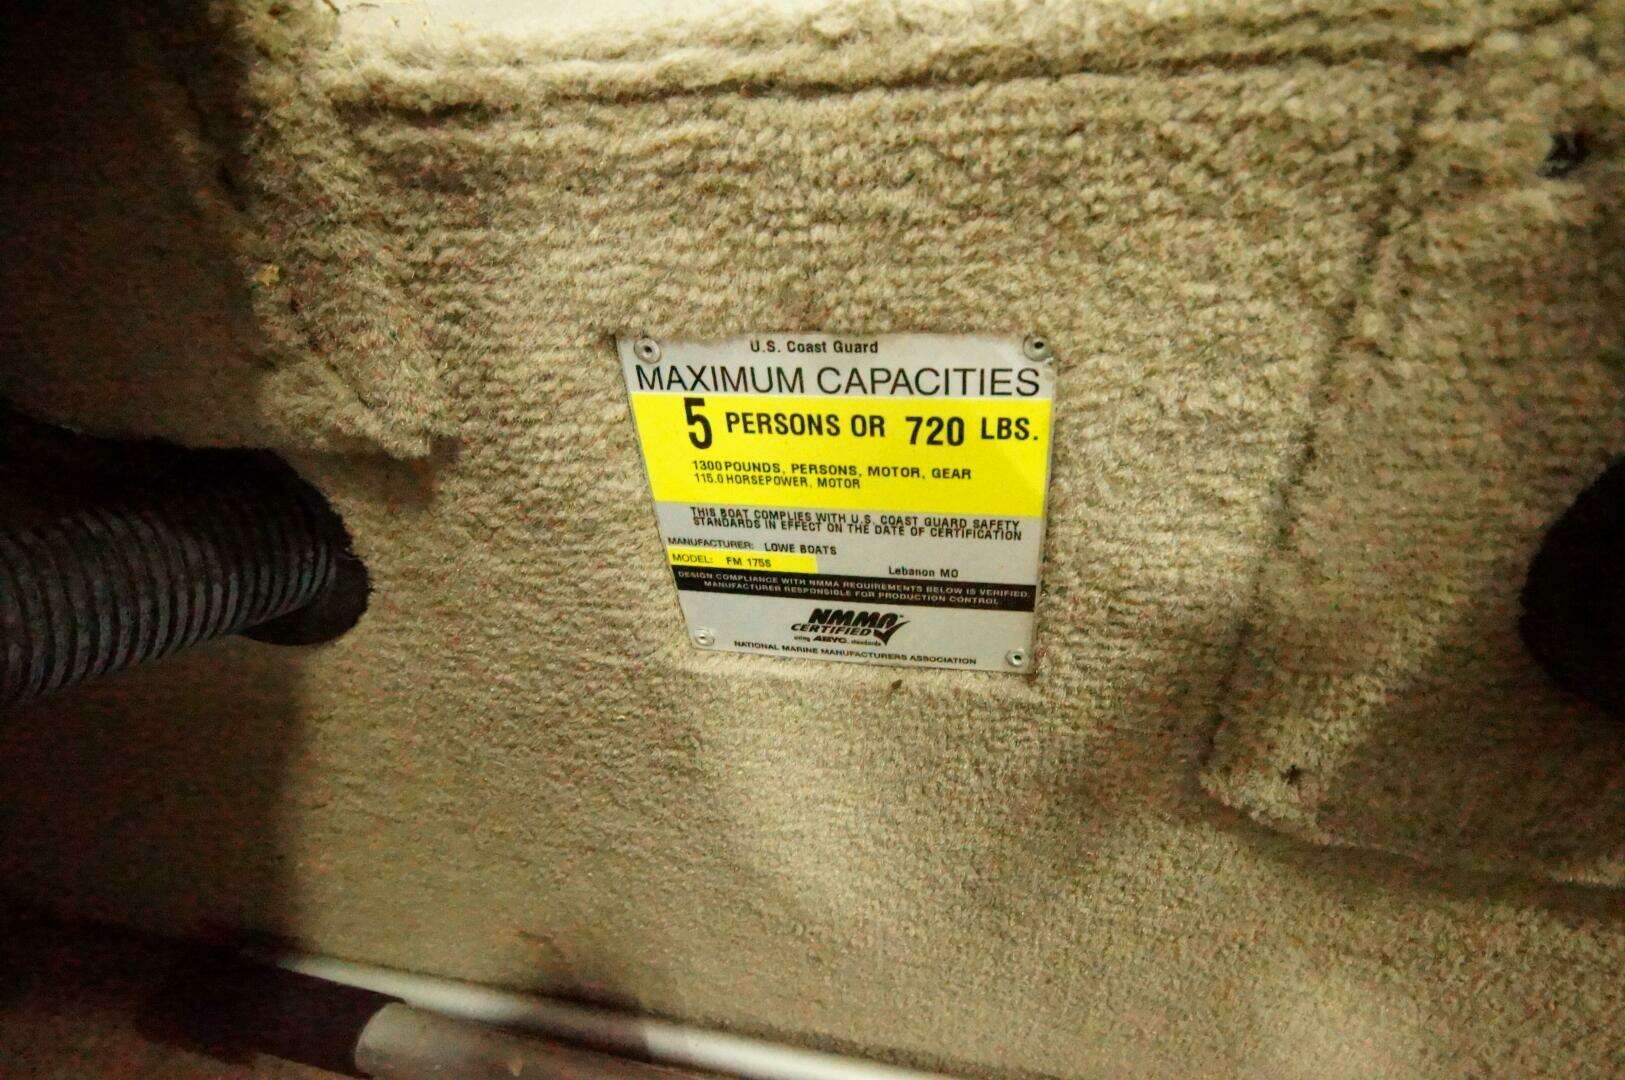 U.S. Coast Guard
MAXIMUM CAPACITIES
5 PERSONS OR 720 LBS.
1300 POUNDS, PERSONS, MOTOR, GEAR
115.0 HORSEPOWER, MOTOR
THIS BOAT COMPLIES WITH U.S. COAST GUARD SAFETY
STANDARDS IN EFFECT ON THE DATE OF CERTIFICATION
MANUFACTURER: LOWE BOATS
MODEL: FM 175S Lebanon MO
DESIGN COMPLIANCE WITH NMMA REQUIREMENTS BELOW IS VERIFIED.
MANUFACTURER RESPONSIBLE FOR PRODUCTION CONTROL
NMMA
CERTIFIED
using ABYC standards
NATIONAL MARINE MANUFACTURERS ASSOCIATION